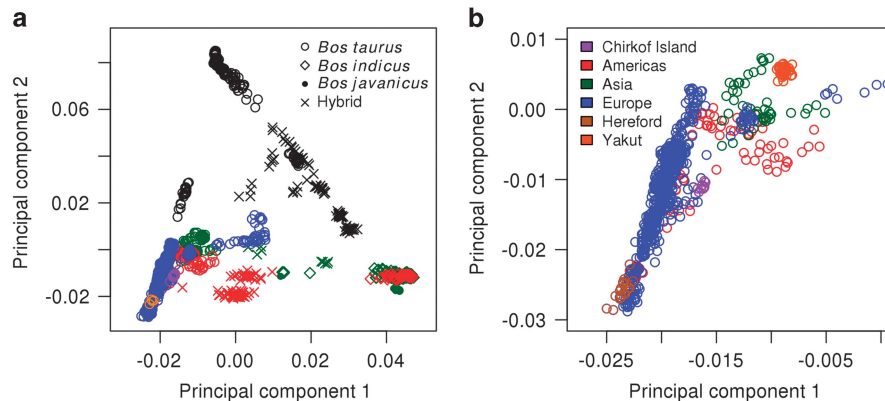 a
Principal component 2
0.06
0.02
-0.02
-0.02
0.00
0.02
0.04
Principal component 1
Bos taurus
Bos indicus
Bos javanicus
Hybrid
b
Principal component 2
0.01
0.00
-0.01
-0.02
-0.03
-0.025
-0.015
-0.005
Principal component 1
Chirkof Island
Americas
Asia
Europe
Hereford
Yakut